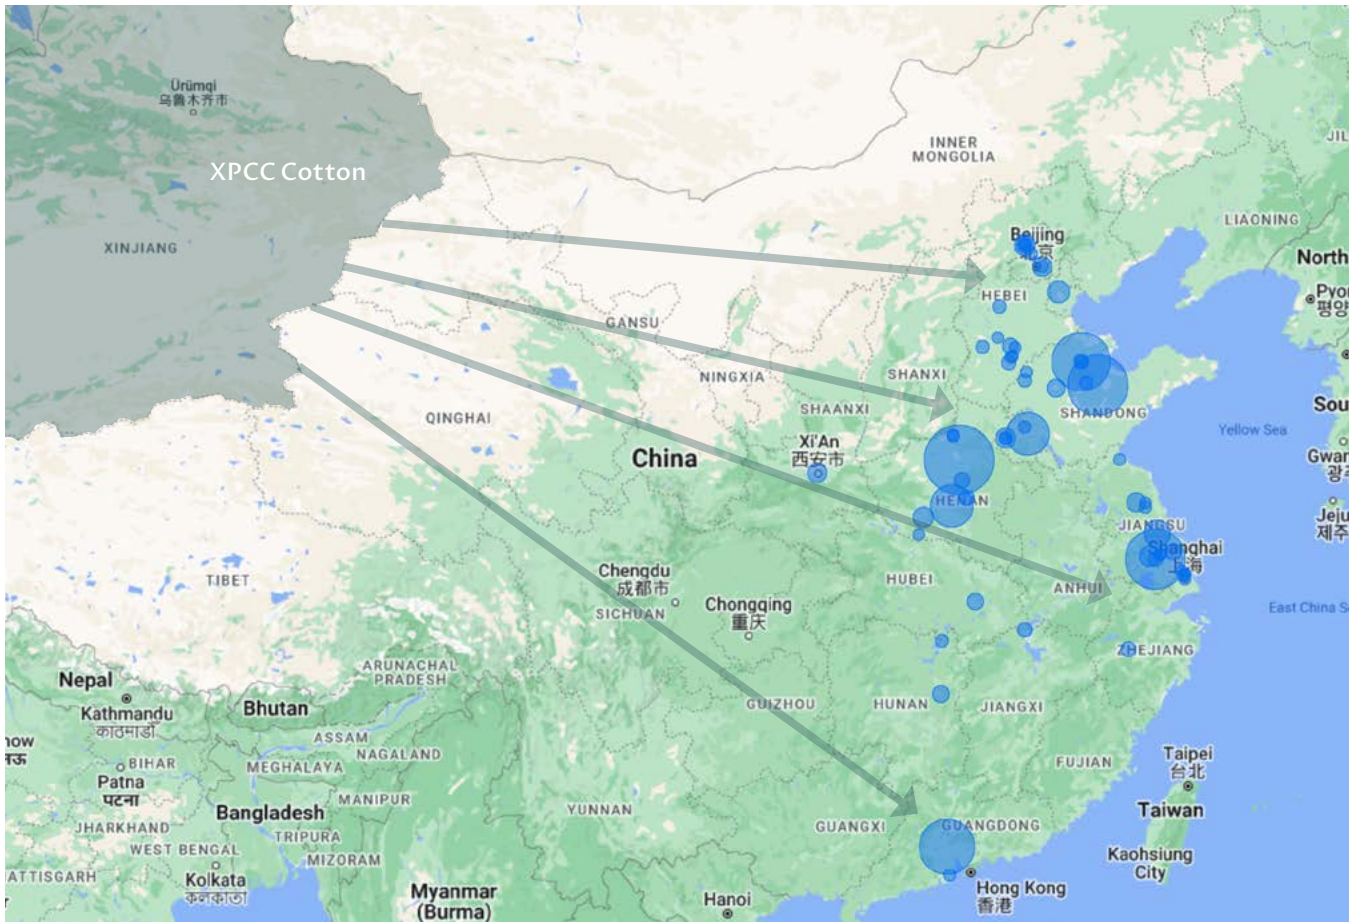 Ürümqi
乌鲁木齐市
XPCC Cotton
XINJIANG
INNER
MONGOLIA
JIL
LIAONING
Beijing
北京
North
HEBEI
Pyo
평양
GANSU
NINGXIA
SHANXI
SHAANXI
SHANDONG
QINGHAI
Xi'An
西安市
China
Yellow Sea
Sou
Gwan
광주
HENAN
JIANGSU
Jeju
제주
Shanghai
上海
TIBET
Chengdu
成都市
SICHUAN
Chongqing
重庆
HUBEI
ANHUI
East China Se
ZHEJIANG
ARUNACHAL
PRADESH
Nepal
Kathmandu
काठमाडौं
Bhutan
GUIZHOU
HUNAN
JIANGXI
ASSAM
NAGALAND
MEGHALAYA
BIHAR
Patna
पटना
FUJIAN
Taipei
台北
MANIPUR
Bangladesh
TRIPURA
MIZORAM
JHARKHAND
WEST BENGAL
YUNNAN
GUANGXI
GUANGDONG
Taiwan
Kaohsiung
City
Kolkata
Myanmar
(Burma)
Hanoi
Hong Kong
香港